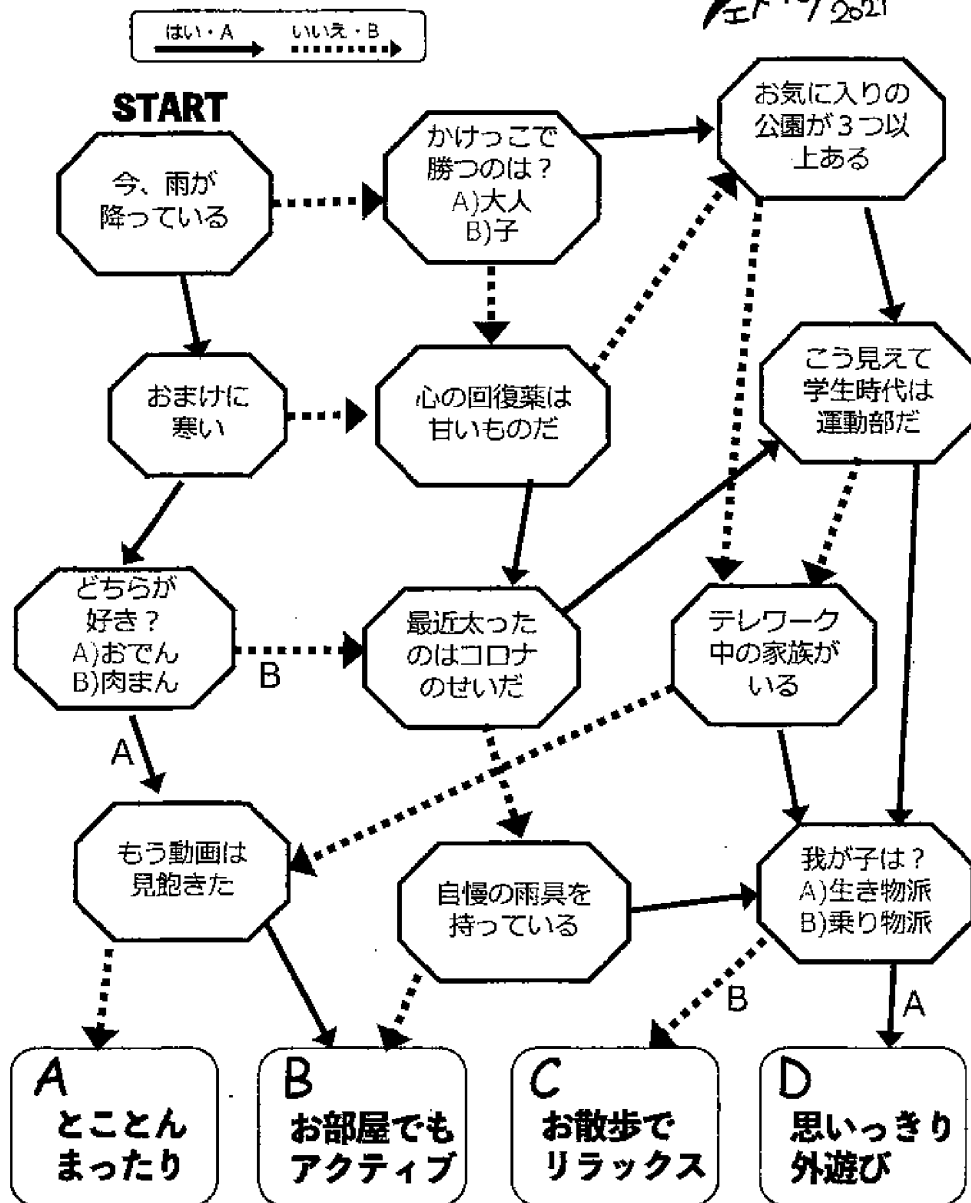 2021
はい・A いいえ・B
START
今、雨が
降っている
かけっこで
勝つのは？
A)大人
B)子
お気に入りの
公園が３つ以
上ある
おまけに
寒い
心の回復薬は
甘いものだ
こう見えて
学生時代は
運動部だ
どちらが
好き？
A)おでん
B)肉まん
B
最近太った
のはコロナ
のせいだ
テレワーク
中の家族が
いる
A
もう動画は
見飽きた
自慢の雨具を
持っている
我が子は？
A)生き物派
B)乗り物派
B
A
A
とことん
まったり
B
お部屋でも
アクティブ
C
お散歩で
リラックス
D
思いっきり
外遊び